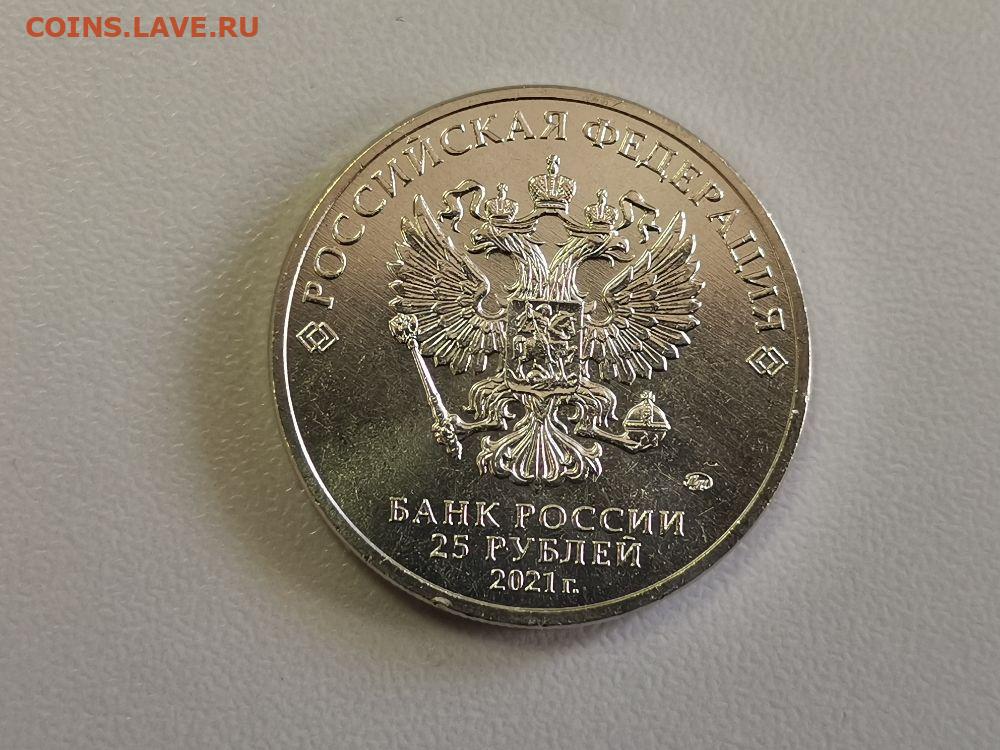 COINS.LAVE.RU
РОССИЙСКАЯ ФЕДЕРАЦИЯ
БАНК РОССИИ
25 РУБЛЕЙ
2021 г.